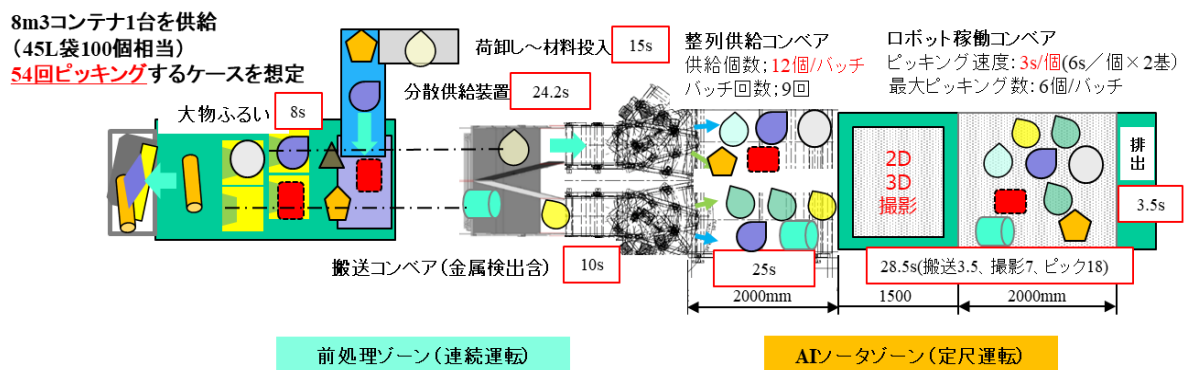 8m3コンテナ1台を供給
（45L袋100個相当）
54回ピッキングするケースを想定
荷卸し～材料投入
15s
整列供給コンベア
供給個数；12個/バッチ
バッチ回数；9回
ロボット稼働コンベア
ピッキング速度：3s/個(6s／個×2基)
最大ピッキング数：6個/バッチ
大物ふるい
8s
分散供給装置
24.2s
2D
3D
撮影
排出
3.5s
搬送コンベア（金属検出含）
10s
25s
28.5s(搬送3.5、撮影7、ピック18)
2000mm
1500
2000mm
前処理ゾーン（連続運転）
AIソータゾーン（定尺運転）